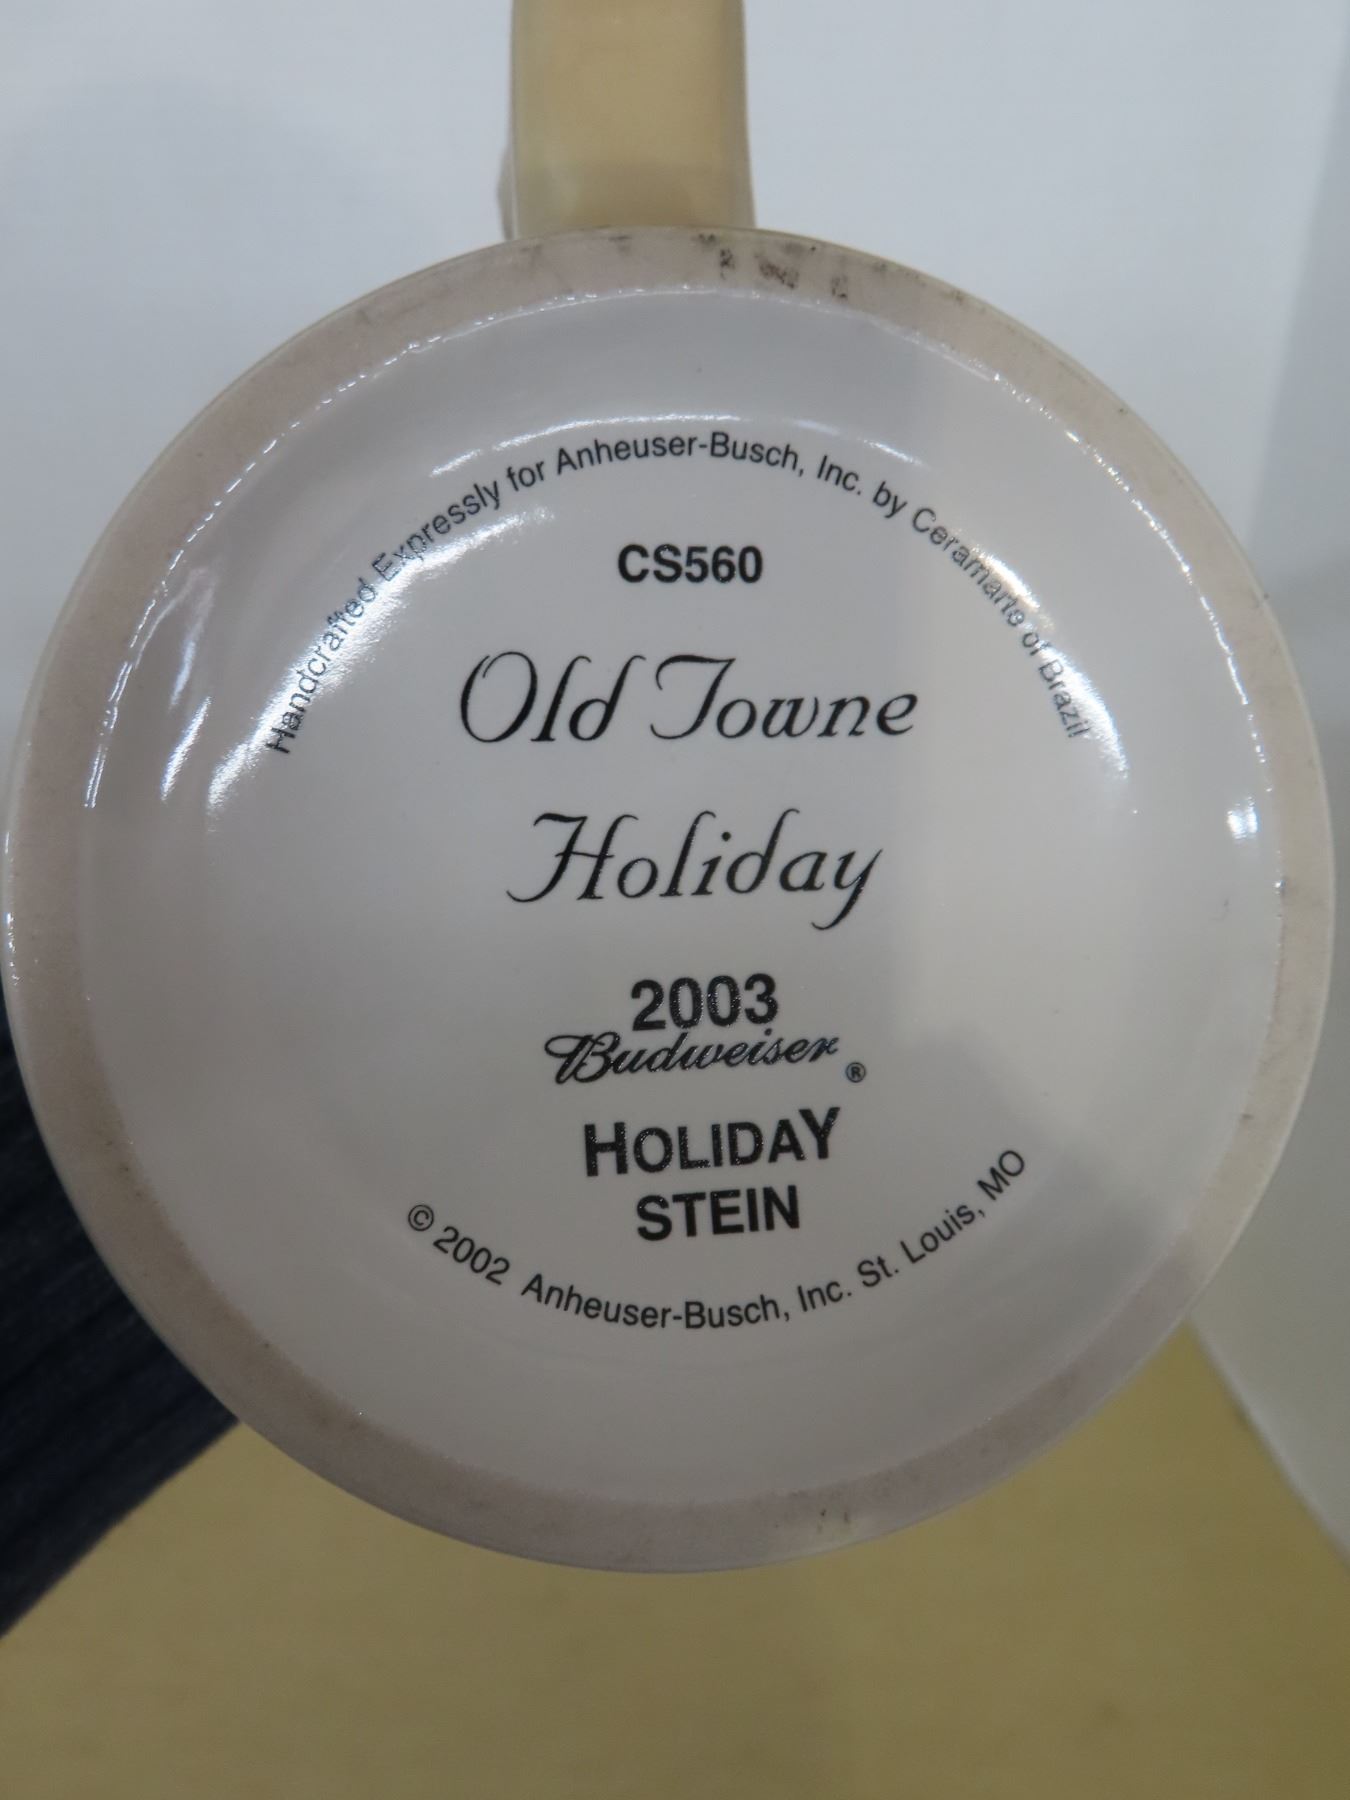 Handcrafted Expressly for Anheuser-Busch, Inc. by Ceramarte of Brazil
CS560
Old Towne
Holiday
2003
Budweiser ®
HOLIDAY
STEIN
© 2002 Anheuser-Busch, Inc. St. Louis, MO